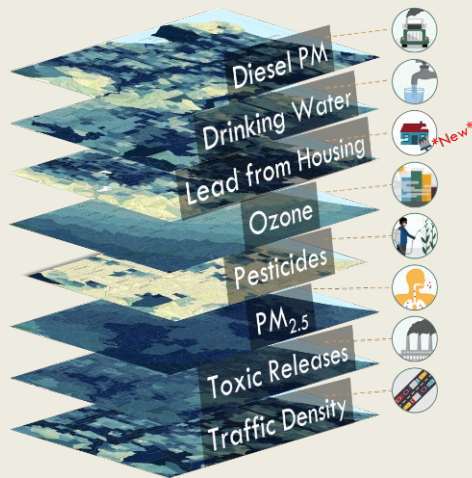 Diesel PM
Drinking Water
Lead from Housing
*New*
Ozone
Pesticides
PM2.5
Toxic Releases
Traffic Density